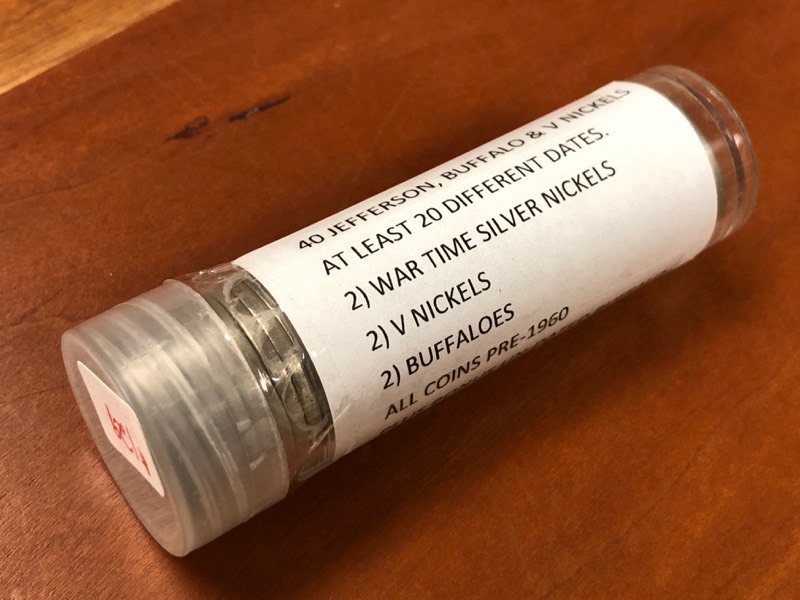 40 JEFFERSON, BUFFALO & V NICKELS
AT LEAST 20 DIFFERENT DATES.
2) WAR TIME SILVER NICKELS
2) V NICKELS
2) BUFFALOES
ALL COINS PRE-1960